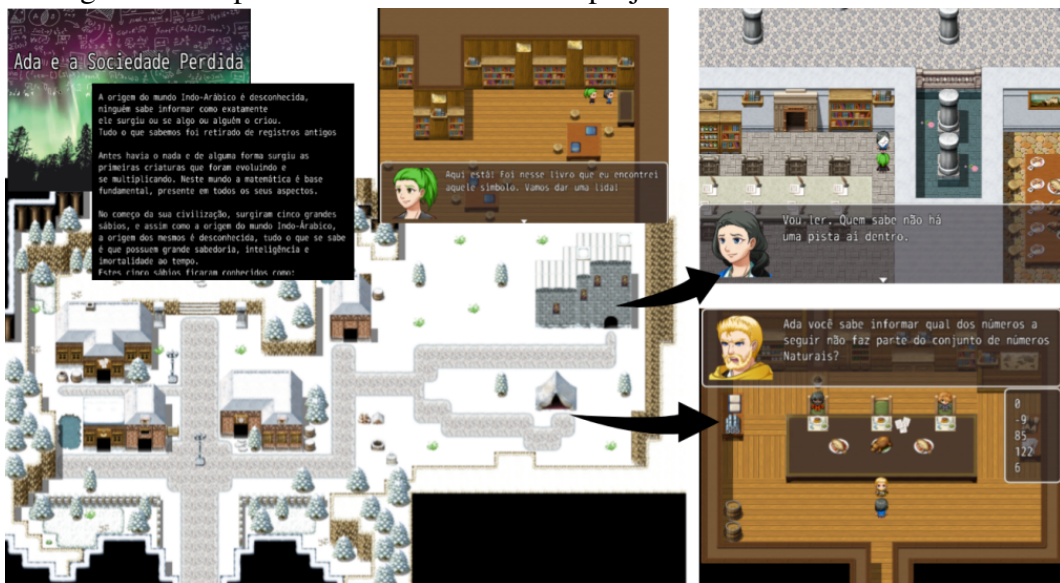 Ada e a Sociedade Perdida
A origem do mundo Indo-Arábico é desconhecida,
ninguém sabe informar como exatamente
ele surgiu ou se algo ou alguém o criou.
Tudo o que sabemos foi retirado de registros antigos
Antes havia o nada e de alguma forma surgiu as
primeiras criaturas que foram evoluindo e
se multiplicando. Neste mundo a matemática é base
fundamental, presente em todos os seus aspectos.
No começo da sua civilização, surgiram cinco grandes
sábios, e assim como a origem do mundo Indo-Arábico,
a origem dos mesmos é desconhecida, tudo o que se sabe
é que possuem grande sabedoria, inteligência e
imortalidade ao tempo.
Estes cinco sábios ficaram conhecidos como:
Aqui está! Foi nesse livro que eu encontrei
aquele símbolo. Vamos dar uma lida!
Vou ler. Quem sabe não há
uma pista aí dentro.
Ada você sabe informar qual dos números a
seguir não faz parte do conjunto de números
Naturais?
0
-9
85
122
6